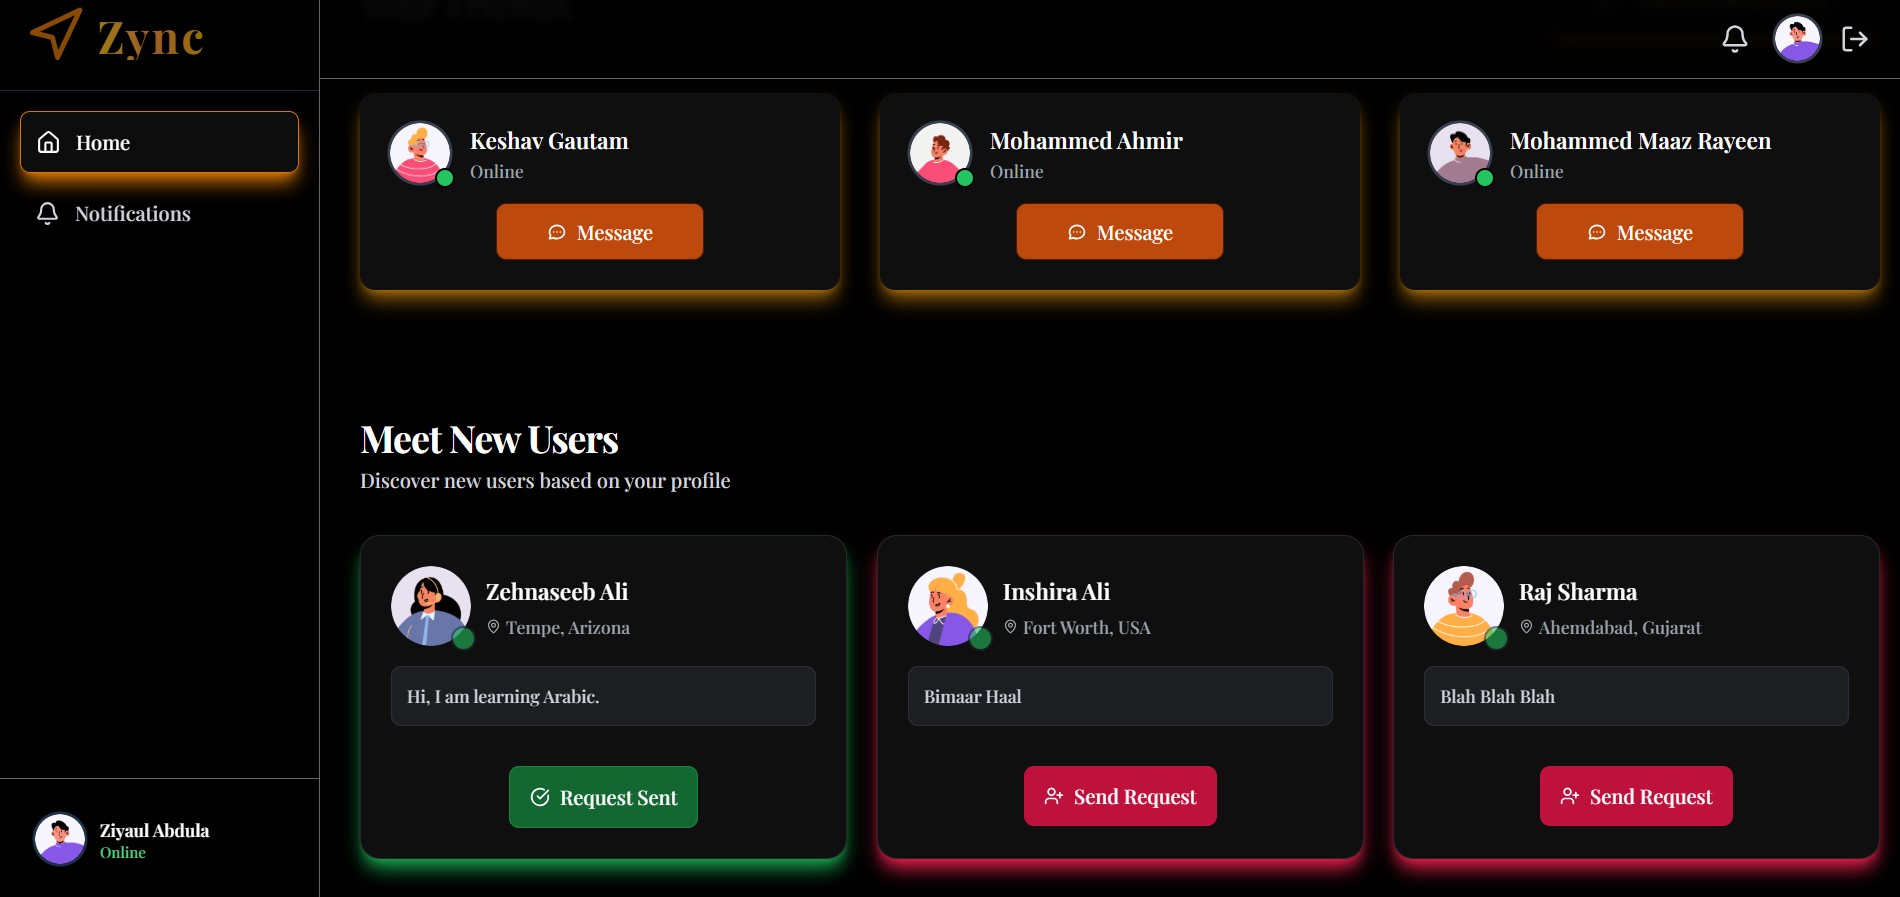 Zync
Home
Notifications
Keshav Gautam
Online
Message
Mohammed Ahmir
Online
Message
Mohammed Maaz Rayeen
Online
Message
Meet New Users
Discover new users based on your profile
Zehnaseeb Ali
Tempe, Arizona
Hi, I am learning Arabic.
Request Sent
Inshira Ali
Fort Worth, USA
Bimaar Haal
Send Request
Raj Sharma
Ahemdabad, Gujarat
Blah Blah Blah
Send Request
Ziyaul Abdula
Online